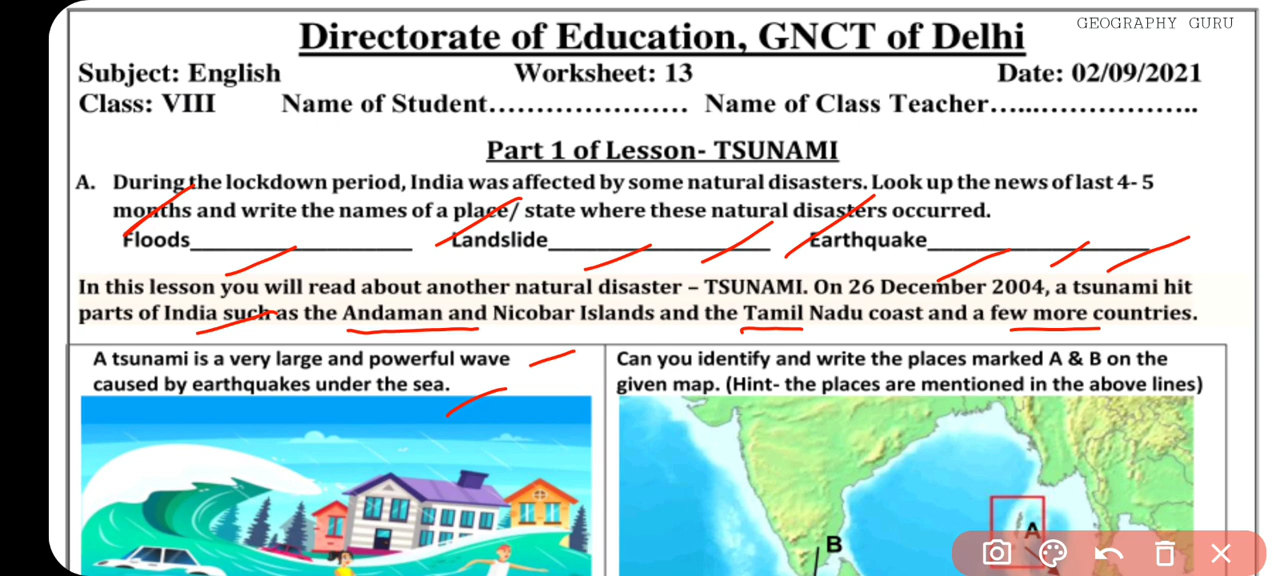 GEOGRAPHY GURU
Directorate of Education, GNCT of Delhi
Subject: English Worksheet: 13 Date: 02/09/2021
Class: VIII Name of Student..................... Name of Class Teacher.......................
Part 1 of Lesson- TSUNAMI
A. During the lockdown period, India was affected by some natural disasters. Look up the news of last 4- 5
months and write the names of a place/ state where these natural disasters occurred.
Floods____________________ Landslide____________________ Earthquake____________________
In this lesson you will read about another natural disaster – TSUNAMI. On 26 December 2004, a tsunami hit
parts of India such as the Andaman and Nicobar Islands and the Tamil Nadu coast and a few more countries.
A tsunami is a very large and powerful wave
caused by earthquakes under the sea.
Can you identify and write the places marked A & B on the
given map. (Hint- the places are mentioned in the above lines)
A
B